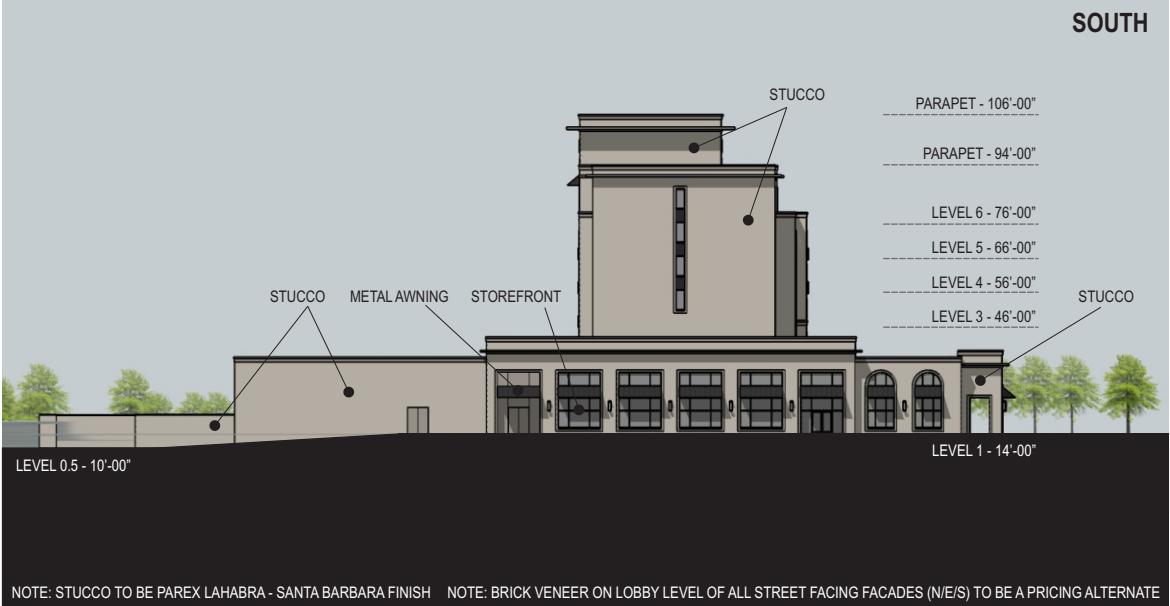 SOUTH
STUCCO
PARAPET - 106'-00”
PARAPET - 94'-00”
LEVEL 6 - 76'-00”
LEVEL 5 - 66'-00”
LEVEL 4 - 56'-00”
STUCCO METAL AWNING STOREFRONT STUCCO
LEVEL 3 - 46'-00”
LEVEL 1 - 14'-00”
LEVEL 0.5 - 10'-00”
NOTE: STUCCO TO BE PAREX LAHABRA - SANTA BARBARA FINISH NOTE: BRICK VENEER ON LOBBY LEVEL OF ALL STREET FACING FACADES (N/E/S) TO BE A PRICING ALTERNATE